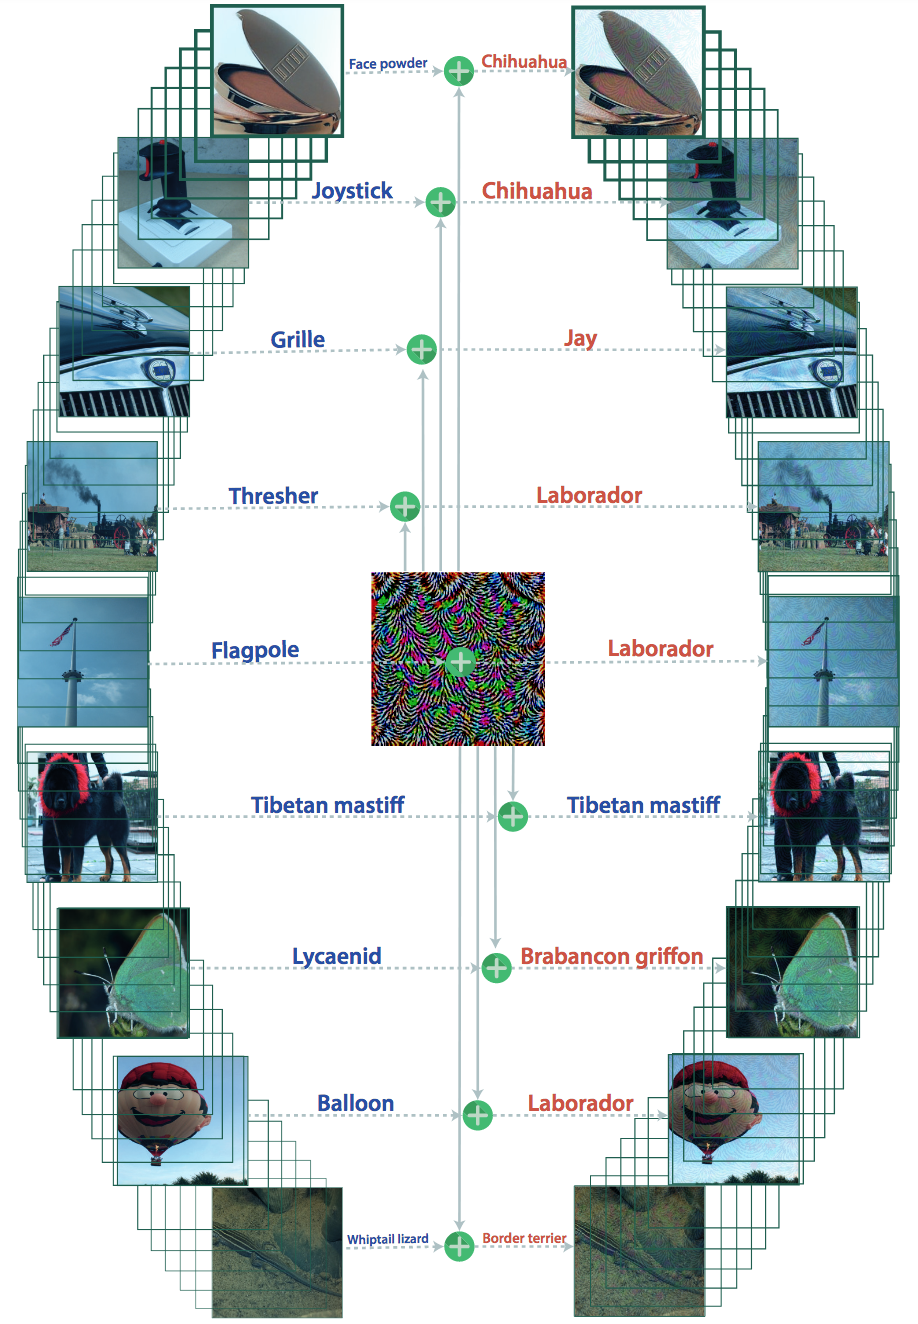 Face powder
Chihuahua
Joystick
Chihuahua
Grille
Jay
Thresher
Laborador
Flagpole
Laborador
Tibetan mastiff
Tibetan mastiff
Lycaenid
Brabancon griffon
Balloon
Laborador
Whiptail lizard
Border terrier